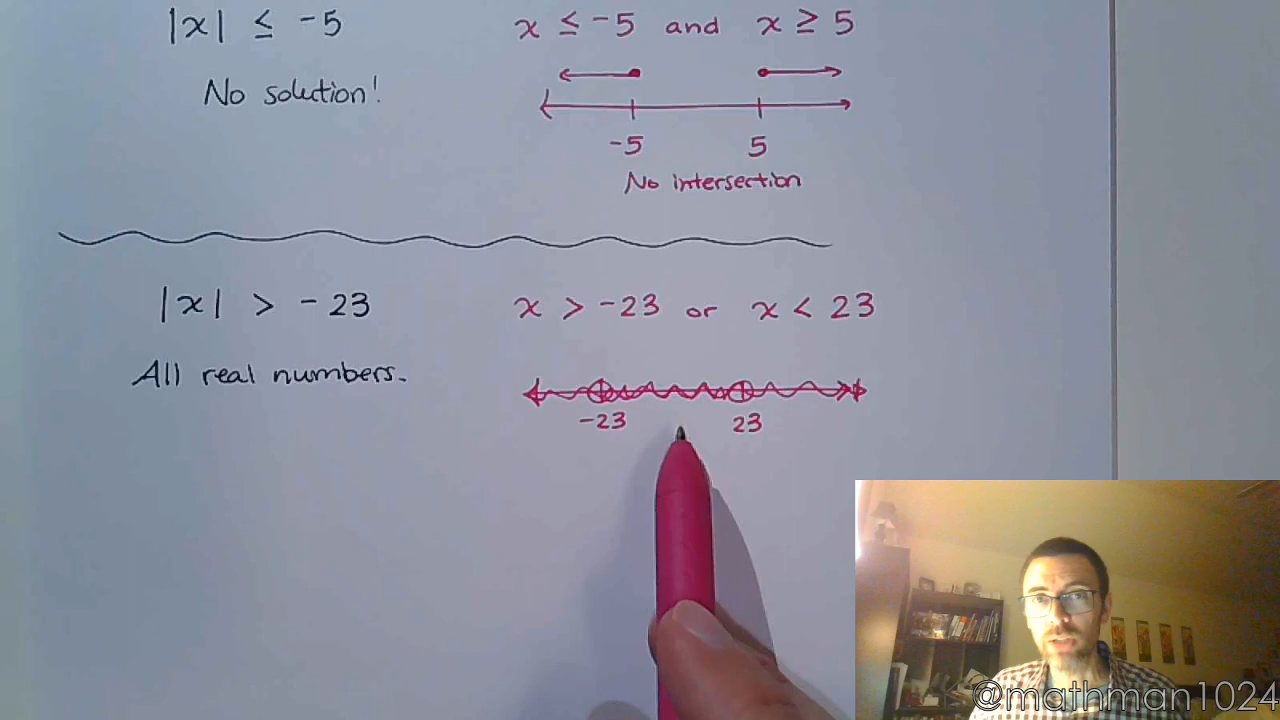 |x| ≤ -5
x ≤ -5 and x ≥ 5
No solution!
-5 5
No intersection
|x| > -23
x > -23 or x < 23
All real numbers.
-23 23
@mathman1024